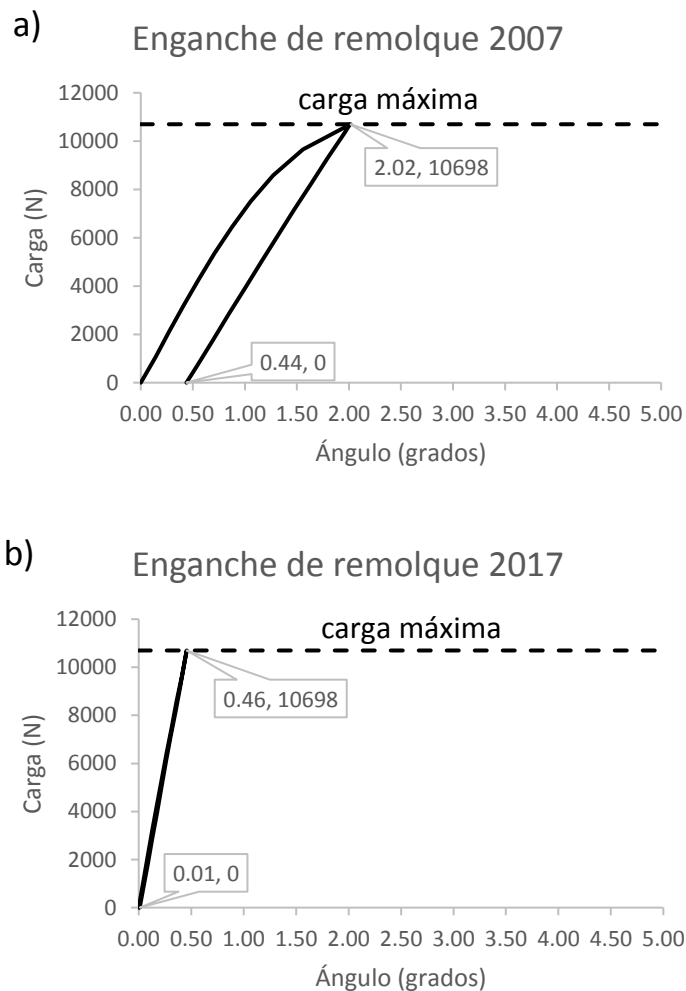 a)
Enganche de remolque 2007
12000
carga máxima
10000
2.02, 10698
8000
Carga (N)
6000
4000
2000
0.44, 0
0
0.00 0.50 1.00 1.50 2.00 2.50 3.00 3.50 4.00 4.50 5.00
Ángulo (grados)
b)
Enganche de remolque 2017
12000
carga máxima
10000
0.46, 10698
8000
Carga (N)
6000
4000
2000
0.01, 0
0
0.00 0.50 1.00 1.50 2.00 2.50 3.00 3.50 4.00 4.50 5.00
Ángulo (grados)